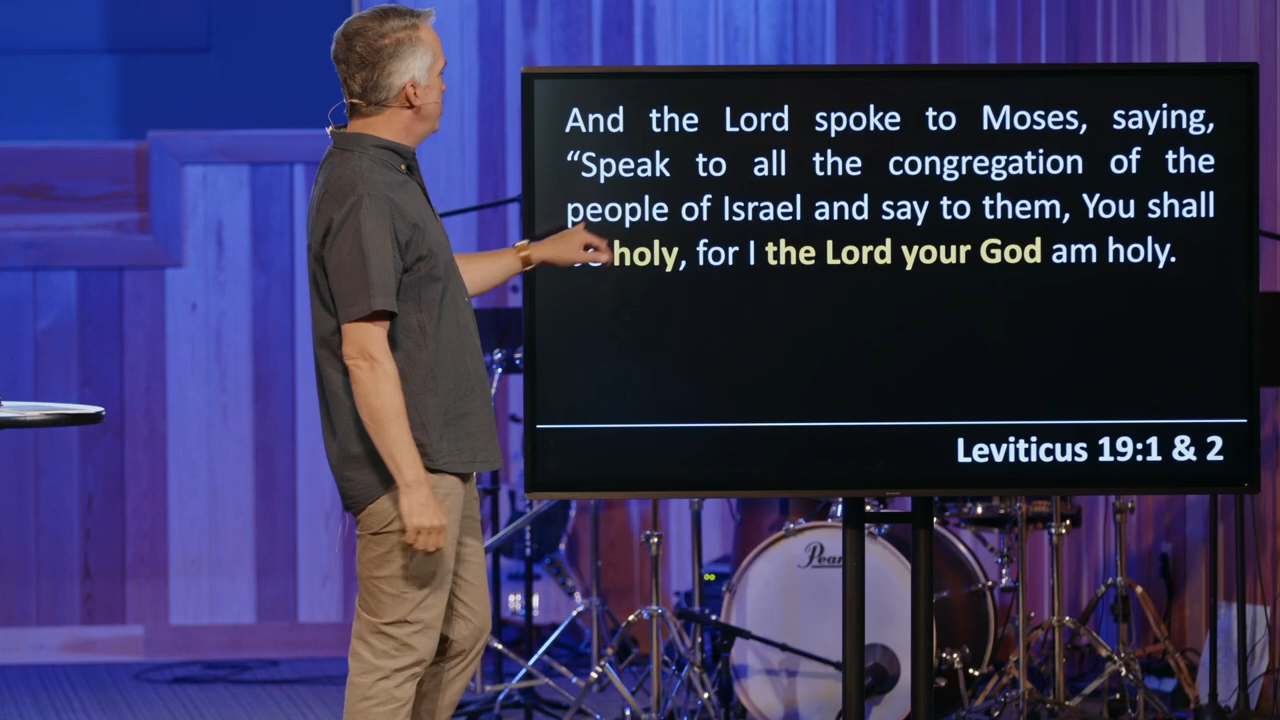 And the Lord spoke to Moses, saying,
“Speak to all the congregation of the
people of Israel and say to them, You shall
holy, for I the Lord your God am holy.
Leviticus 19:1 & 2